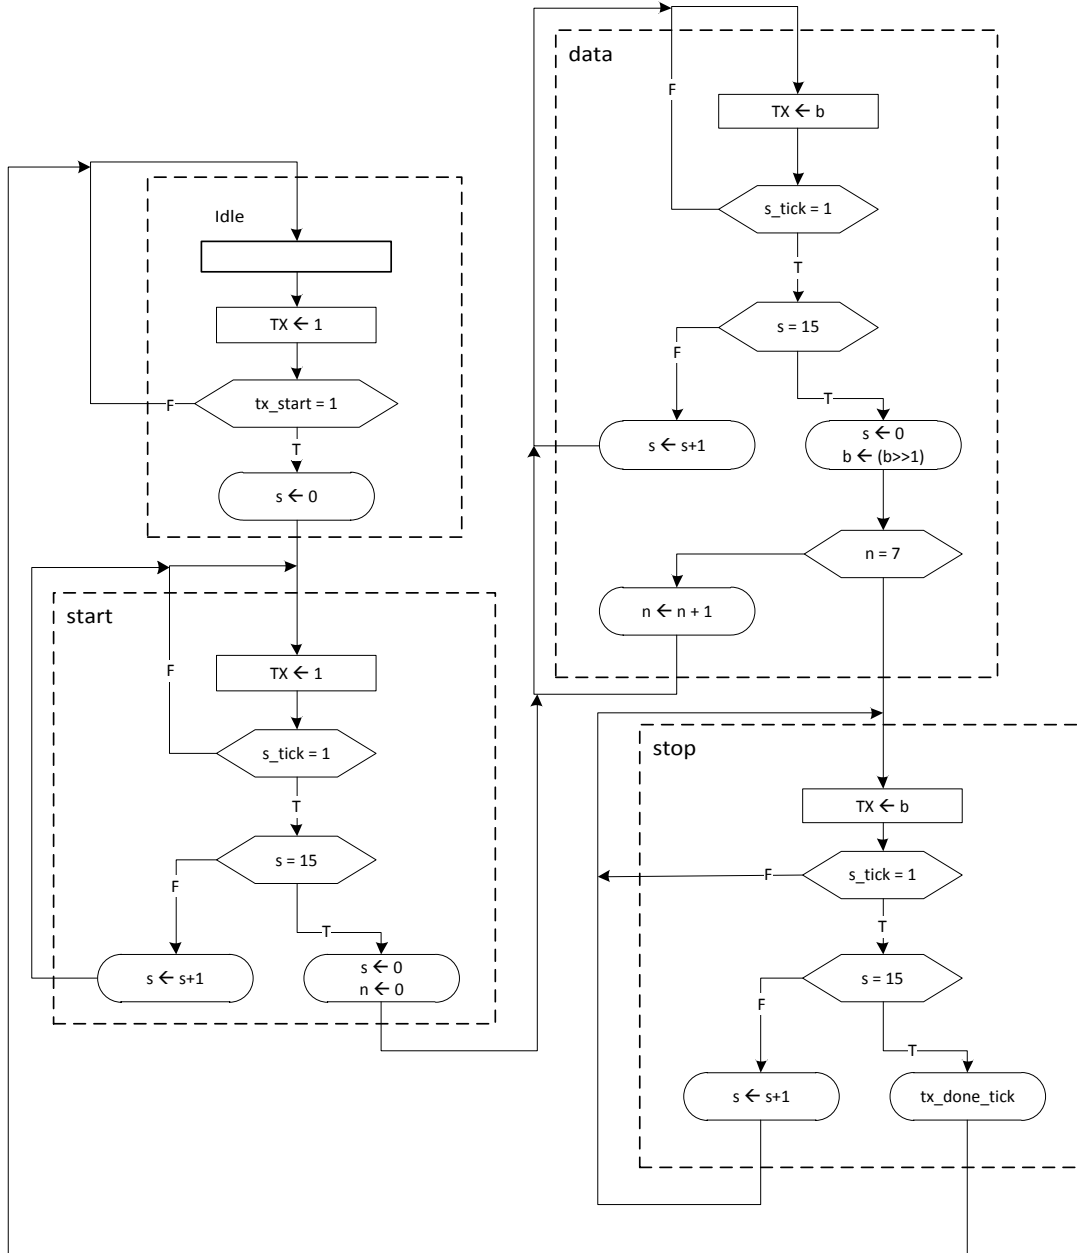 Idle
TX ← 1
tx_start = 1
F
T
s ← 0
start
TX ← 1
F
s_tick = 1
T
s = 15
F
T
s ← s+1
s ← 0
n ← 0
data
F
TX ← b
s_tick = 1
T
s = 15
F
T
s ← s+1
s ← 0
b ← (b>>1)
n = 7
n ← n + 1
stop
TX ← b
s_tick = 1
F
T
s = 15
F
T
s ← s+1
tx_done_tick